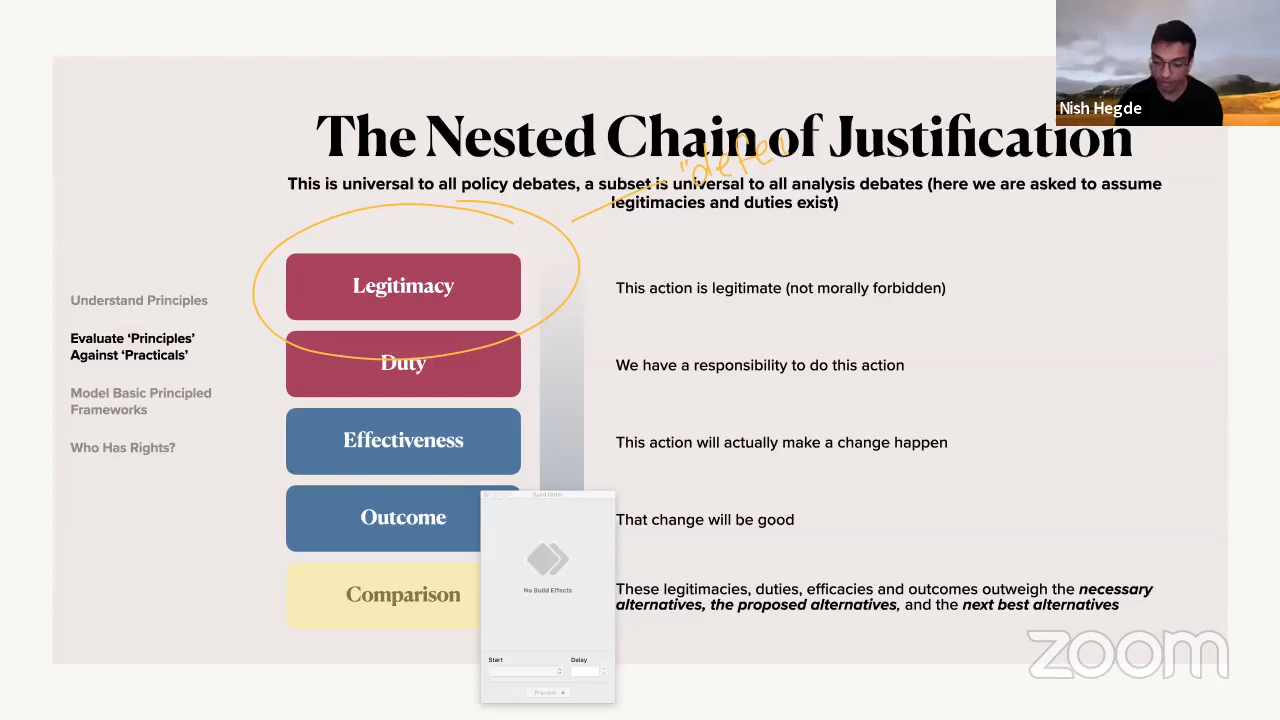 Nish Hegde
The Nested Chain of Justification
This is universal to all policy debates, a subset is universal to all analysis debates (here we are asked to assume
legitimacies and duties exist)
Understand Principles
Evaluate ‘Principles’
Against ‘Practicals’
Model Basic Principled
Frameworks
Who Has Rights?
Legitimacy
This action is legitimate (not morally forbidden)
Duty
We have a responsibility to do this action
Effectiveness
This action will actually make a change happen
Outcome
That change will be good
Comparison
These legitimacies, duties, efficacies and outcomes outweigh the necessary
alternatives, the proposed alternatives, and the next best alternatives
Build Order
No Build Effects
Start
Delay
Preview
zoom